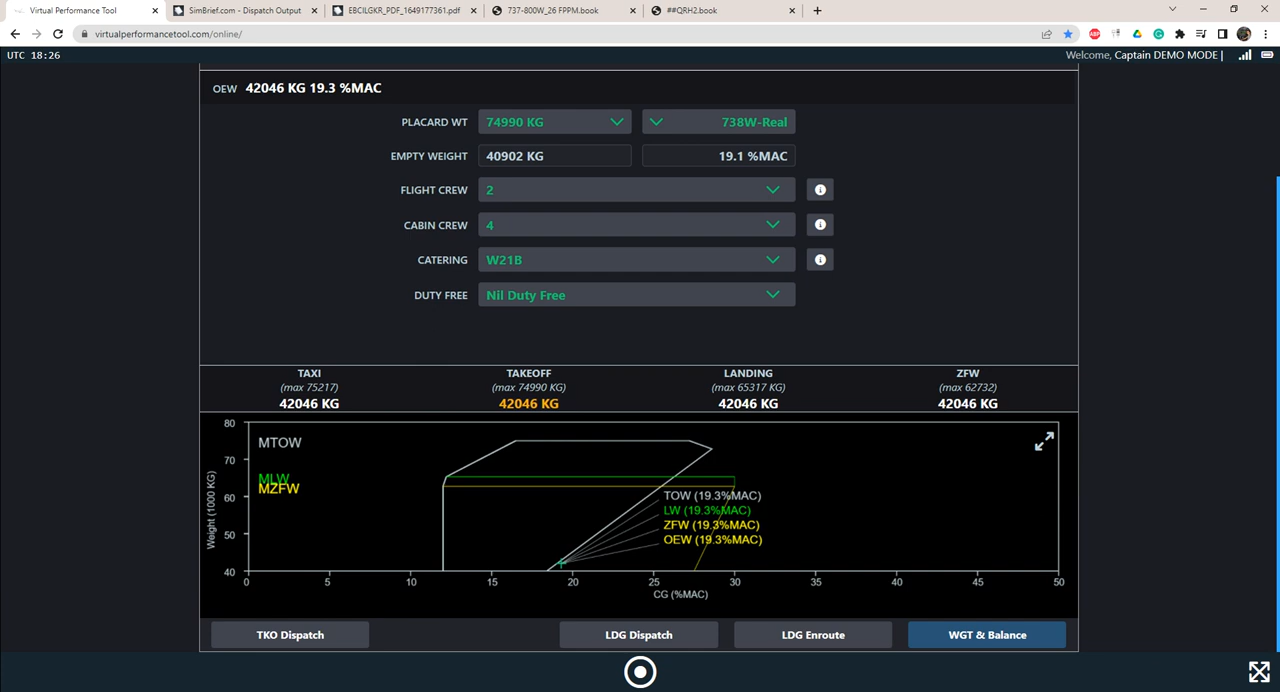 Virtual Performance Tool
SimBrief.com - Dispatch Output
EBCILGKR_PDF_1649177361.pdf
737-800W_26 FPPM.book
##QRH2.book
virtualperformancetool.com/online/
ABP
UTC 18:26
Welcome, Captain DEMO MODE |
OEW 42046 KG 19.3 %MAC
PLACARD WT 74990 KG 738W-Real
EMPTY WEIGHT 40902 KG 19.1 %MAC
FLIGHT CREW 2
CABIN CREW 4
CATERING W21B
DUTY FREE Nil Duty Free
TAXI TAKEOFF LANDING ZFW
(max 75217) (max 74990 KG) (max 65317 KG) (max 62732)
42046 KG 42046 KG 42046 KG 42046 KG
80
MTOW
70
MLW
MZFW
60
TOW (19.3%MAC)
LW (19.3%MAC)
ZFW (19.3%MAC)
50
OEW (19.3%MAC)
40
Weight (1000 KG)
0 5 10 15 20 25 30 35 40 45 50
CG (%MAC)
TKO Dispatch LDG Dispatch LDG Enroute WGT & Balance